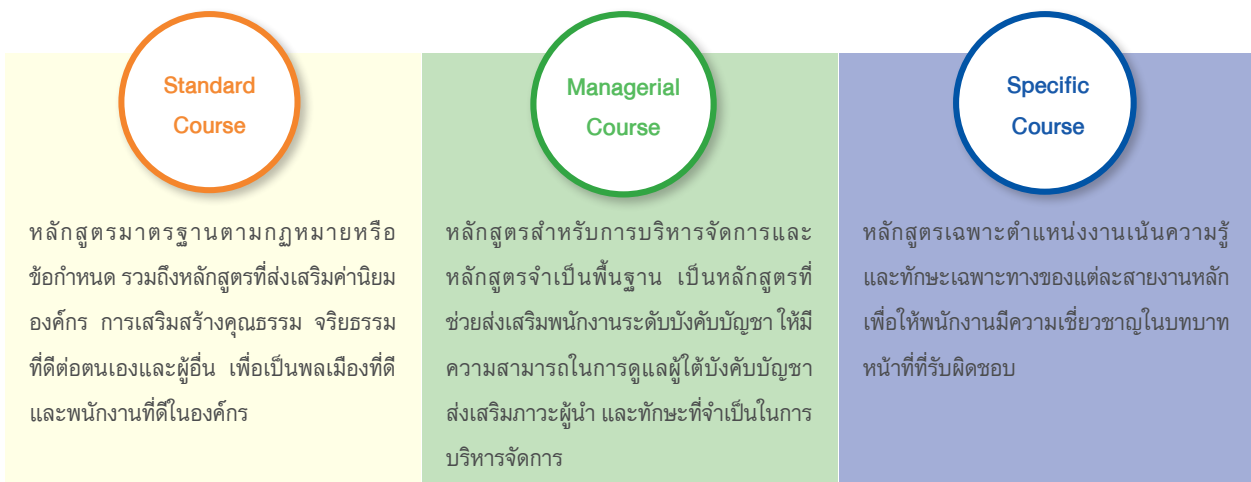 Standard
Course
หลักสูตรมาตรฐานตามกฏหมายหรือ
ข้อกำหนด รวมถึงหลักสูตรที่ส่งเสริมค่านิยม
องค์กร การเสริมสร้างคุณธรรม จริยธรรม
ที่ดีต่อตนเองและผู้อื่น เพื่อเป็นพลเมืองที่ดี
และพนักงานที่ดีในองค์กร
Managerial
Course
หลักสูตรสำหรับการบริหารจัดการและ
หลักสูตรจำเป็นพื้นฐาน เป็นหลักสูตรที่
ช่วยส่งเสริมพนักงานระดับบังคับบัญชา ให้มี
ความสามารถในการดูแลผู้ใต้บังคับบัญชา
ส่งเสริมภาวะผู้นำ และทักษะที่จำเป็นในการ
บริหารจัดการ
Specific
Course
หลักสูตรเฉพาะตำแหน่งงานเน้นความรู้
และทักษะเฉพาะทางของแต่ละสายงานหลัก
เพื่อให้พนักงานมีความเชี่ยวชาญในบทบาท
หน้าที่ที่รับผิดชอบ